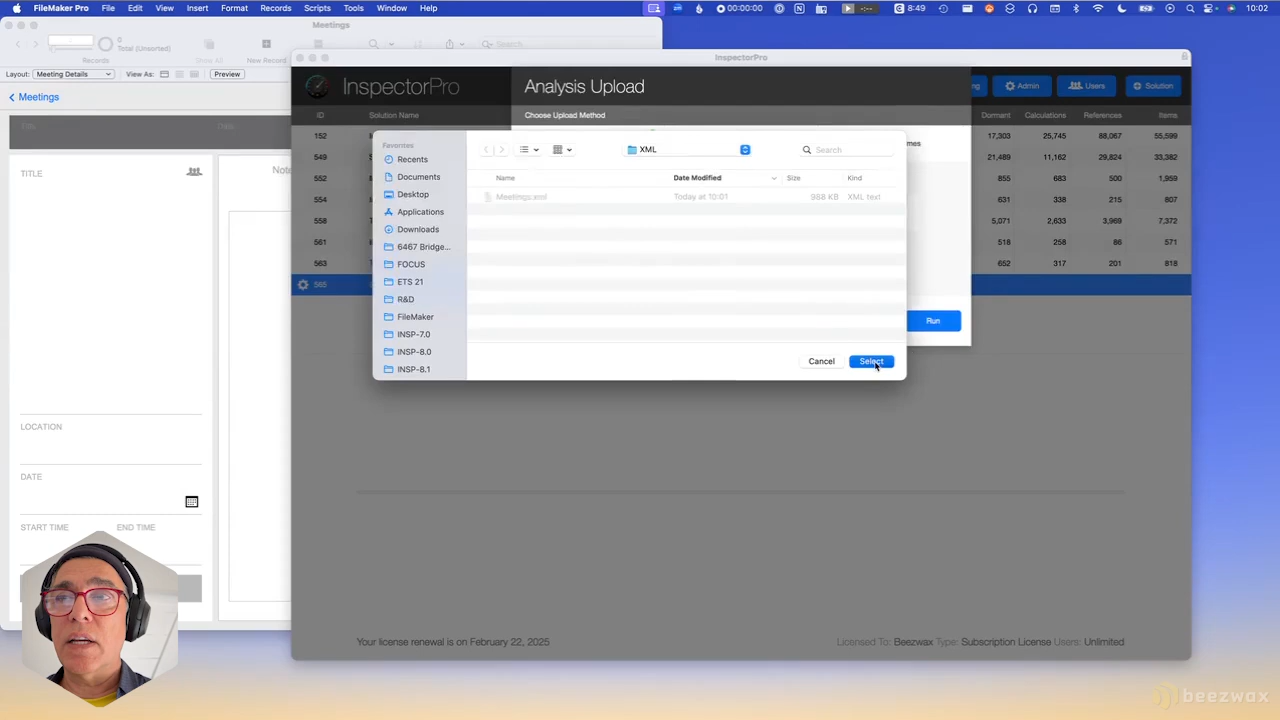 FileMaker Pro File Edit View Insert Format Records Scripts Tools Window Help 00:00:00 8:49 10:02
Meetings
0
Total (Unsorted)
Records Show All New Record Search
Layout: Meeting Details View As: Preview
Meetings
TITLE
Note
LOCATION
DATE
START TIME END TIME
InspectorPro
InspectorPro
Analysis Upload
Admin Users Solution
ID Solution Name Choose Upload Method Dormant Calculations References Items
152 17,303 25,745 88,067 55,599
549 21,489 11,162 29,824 33,382
552 855 683 500 1,959
554 631 338 215 807
558 5,071 2,633 3,969 7,372
561 518 258 86 571
563 652 317 201 818
565
Run
Favorites
Recents
Documents
Desktop
Applications
Downloads
6467 Bridge...
FOCUS
ETS 21
R&D
FileMaker
INSP-7.0
INSP-8.0
INSP-8.1
XML
Search
Name Date Modified Size Kind
Meetings.xml Today at 10:01 988 KB XML text
Cancel Select
Your license renewal is on February 22, 2025
Licensed To: Beezwax Type: Subscription License Users: Unlimited
beezwax